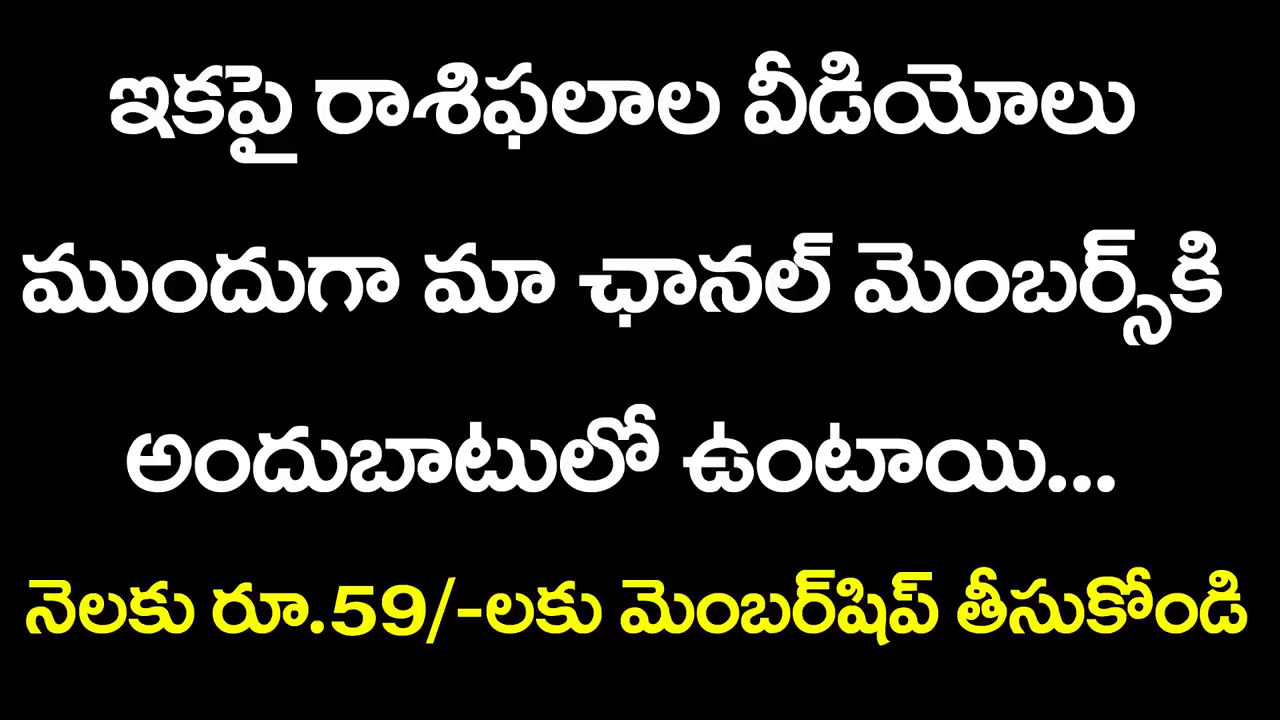 ఇకపై రాశిఫలాల వీడియోలు
ముందుగా మా ఛానల్ మెంబర్స్‌కి
అందుబాటులో ఉంటాయి...
నెలకు రూ.59/-లకు మెంబర్‌షిప్ తీసుకోండి